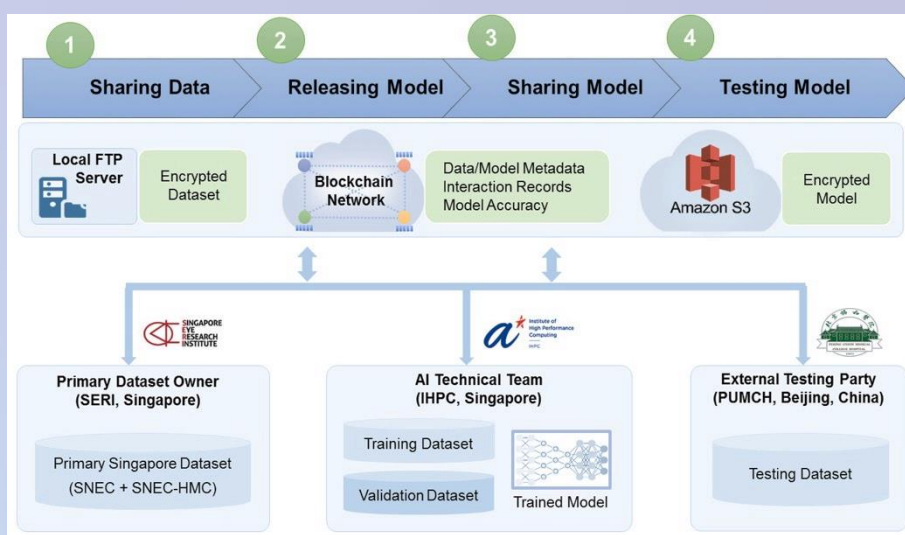 1
2
3
4
Sharing Data
Releasing Model
Sharing Model
Testing Model
Local FTP
Server
Encrypted
Dataset
Blockchain
Network
Data/Model Metadata
Interaction Records
Model Accuracy
Amazon S3
Encrypted
Model
SINGAPORE
EYE
RESEARCH
INSTITUTE
Institute of
High Performance
Computing
IHPC
Primary Dataset Owner
(SERI, Singapore)
Primary Singapore Dataset
(SNEC + SNEC-HMC)
AI Technical Team
(IHPC, Singapore)
Training Dataset
Validation Dataset
Trained Model
External Testing Party
(PUMCH, Beijing, China)
Testing Dataset